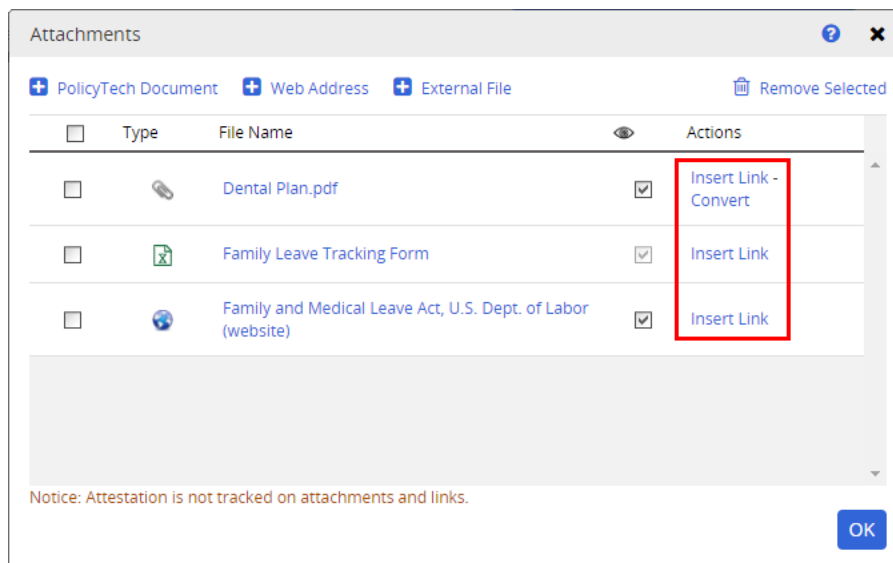 Attachments
PolicyTech Document Web Address External File Remove Selected
Type File Name Actions
Dental Plan.pdf Insert Link -
Convert
Family Leave Tracking Form Insert Link
Family and Medical Leave Act, U.S. Dept. of Labor
(website) Insert Link
Notice: Attestation is not tracked on attachments and links.
OK